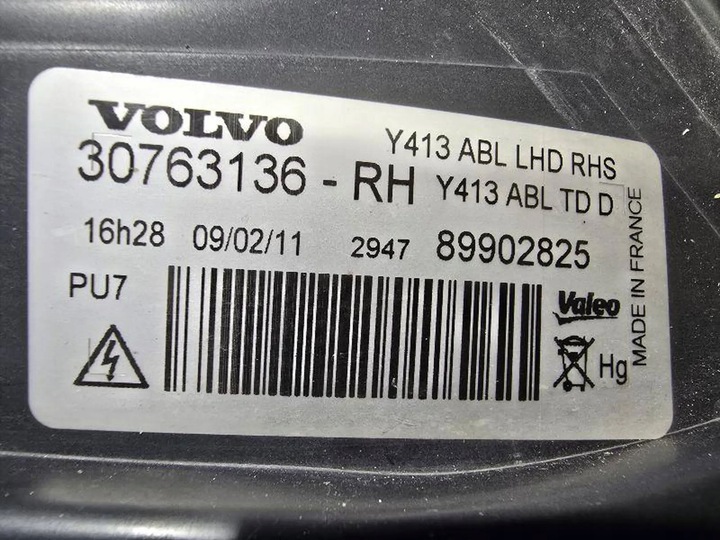 VOLVO
Y413 ABL LHD RHS
30763136 - RH
Y413 ABL TD D
16h28 09/02/11 2947 89902825
PU7
Valeo
Hg
MADE IN FRANCE